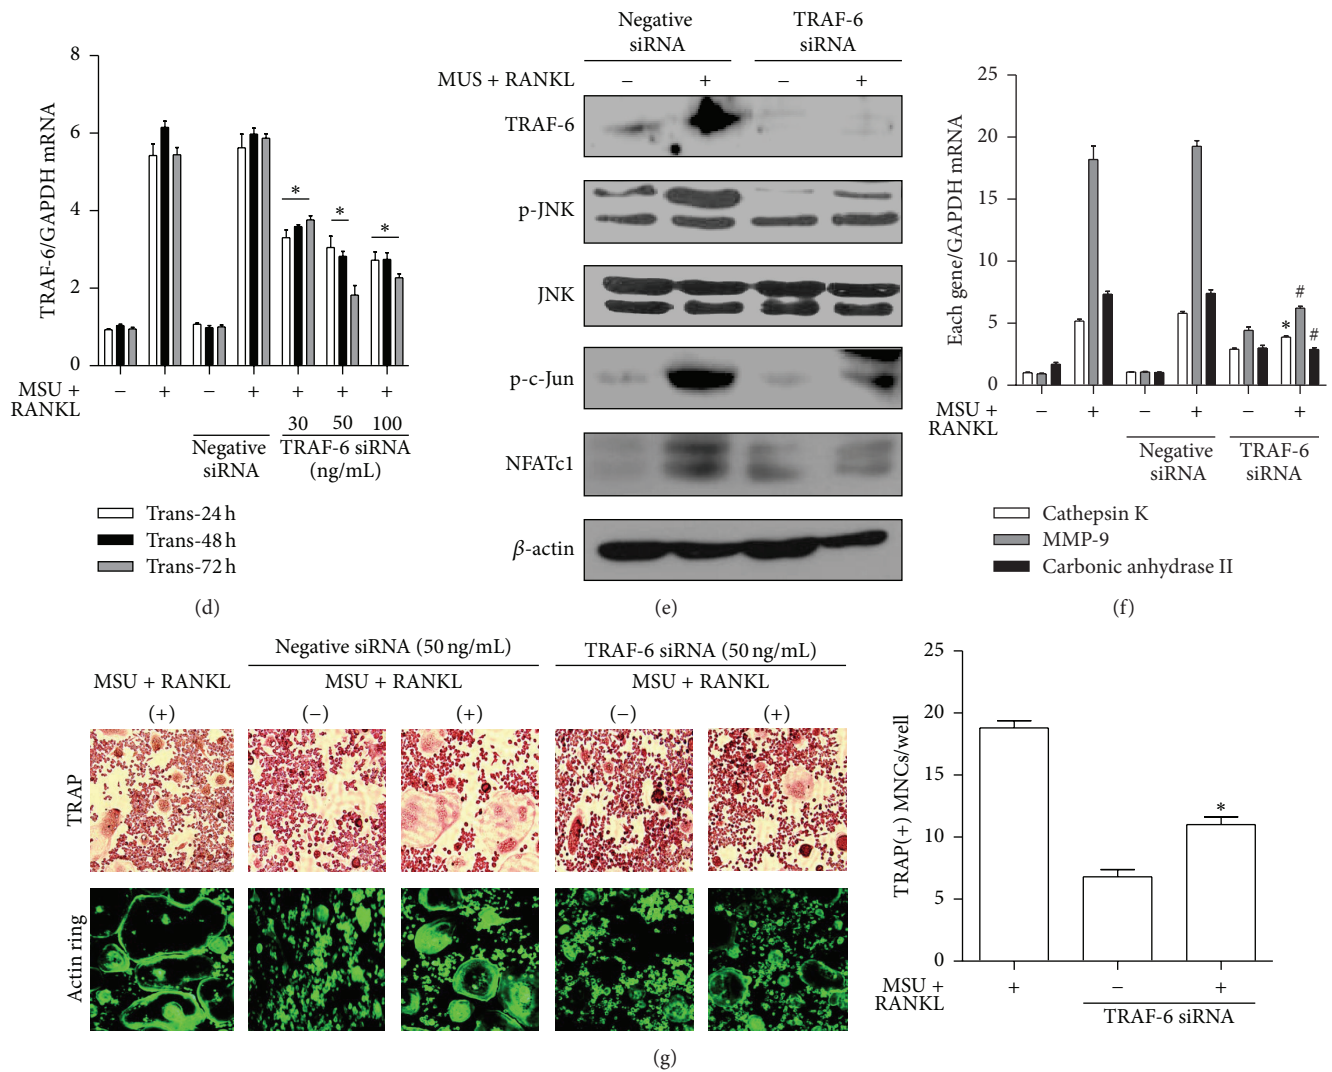 8
6
4
2
0
TRAF-6/GAPDH mRNA
MSU +
RANKL
− + − + + + +
30 50 100
Negative
siRNA
TRAF-6 siRNA
(ng/mL)
* * *
Trans-24 h
Trans-48 h
Trans-72 h
(d)
Negative
siRNA
TRAF-6
siRNA
MUS + RANKL − + − +
TRAF-6
p-JNK
JNK
p-c-Jun
NFATc1
β-actin
(e)
25
20
15
10
5
0
Each gene/GAPDH mRNA
* # #
MSU +
RANKL
− + − + − +
Negative
siRNA
TRAF-6
siRNA
Cathepsin K
MMP-9
Carbonic anhydrase II
(f)
Negative siRNA (50 ng/mL)
TRAF-6 siRNA (50 ng/mL)
MSU + RANKL MSU + RANKL MSU + RANKL
(+) (−) (+) (−) (+)
TRAP
Actin ring
25
20
15
10
5
0
TRAP(+) MNCs/well
*
MSU +
RANKL
+ − +
TRAF-6 siRNA
(g)